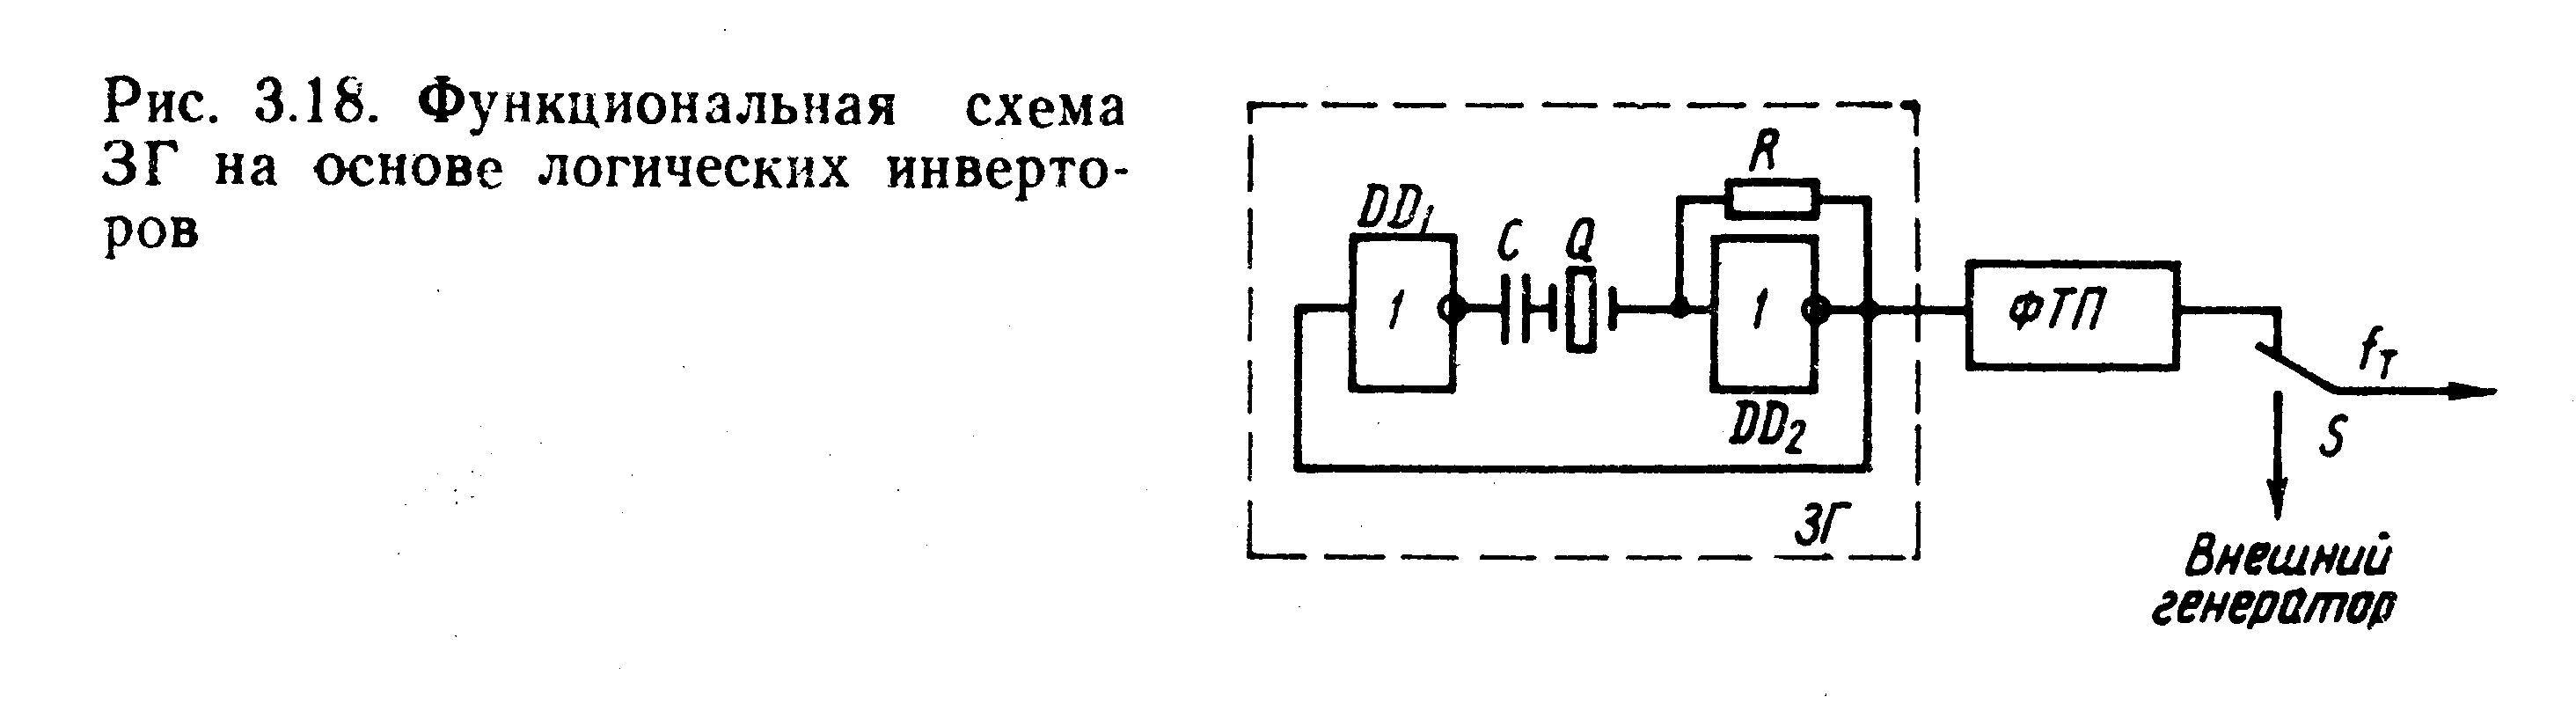 Рис. 3.18. Функциональная схема
ЗГ на основе логических инверто-
ров
R
DD1
C
Q
1
1
ФТП
fТ
DD2
S
ЗГ
Внешний
генератор